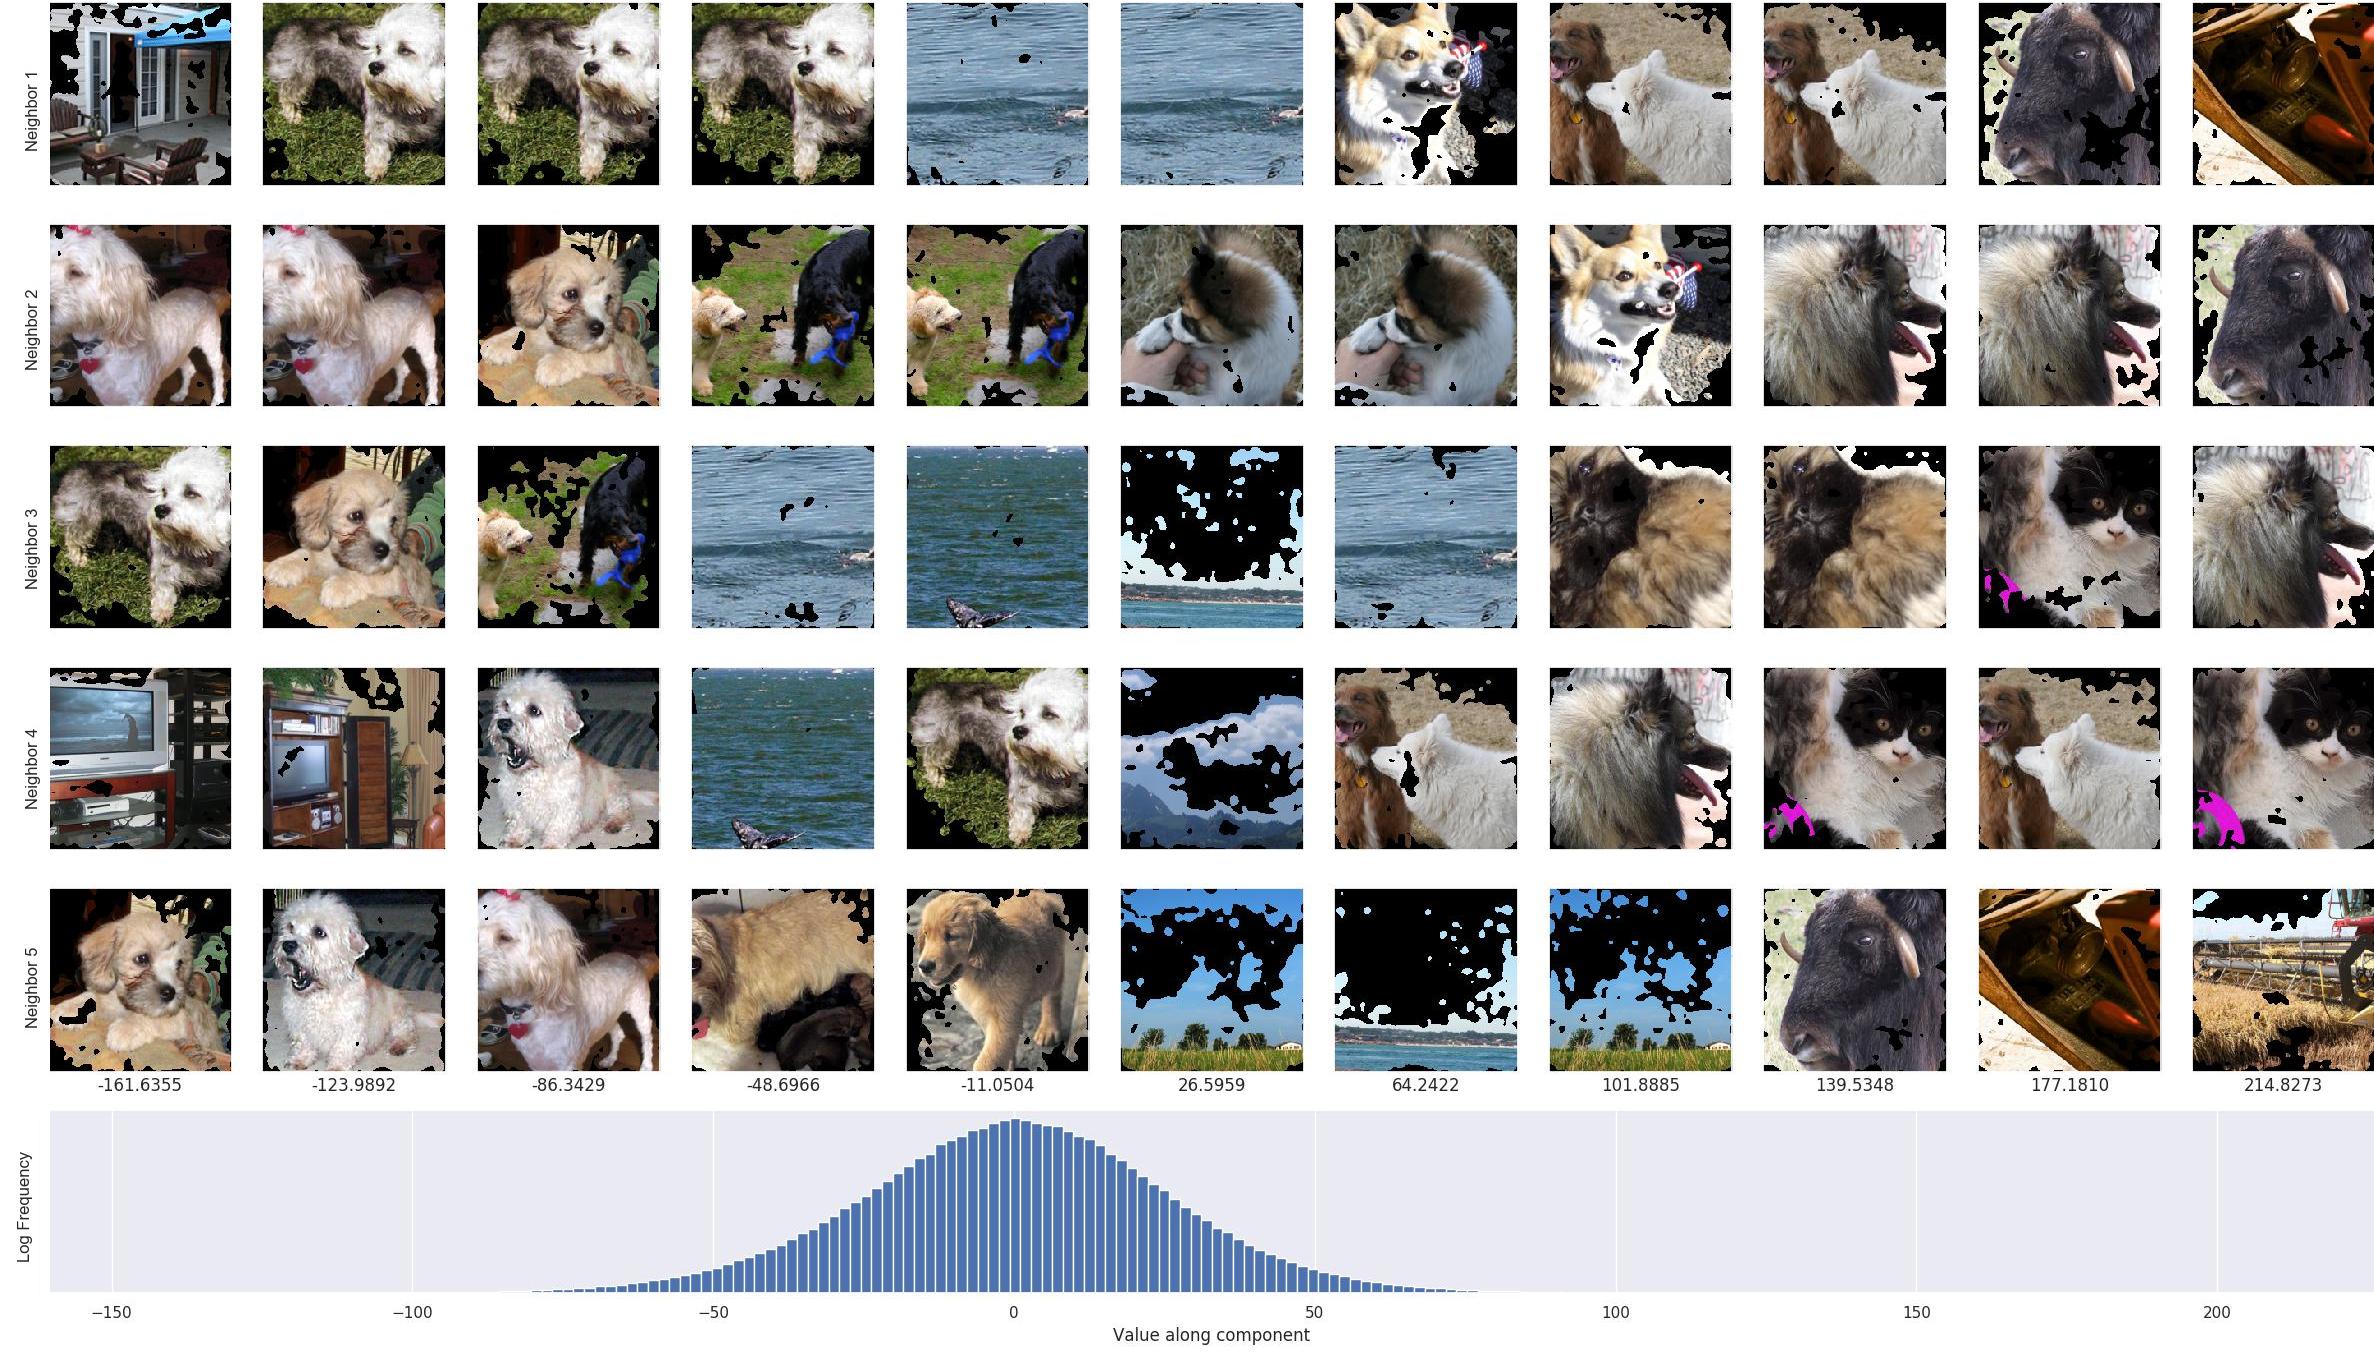 Neighbor 1
Neighbor 2
Neighbor 3
Neighbor 4
Neighbor 5
-161.6355 -123.9892 -86.3429 -48.6966 -11.0504 26.5959 64.2422 101.8885 139.5348 177.1810 214.8273
Log Frequency
−150 −100 −50 0 50 100 150 200
Value along component